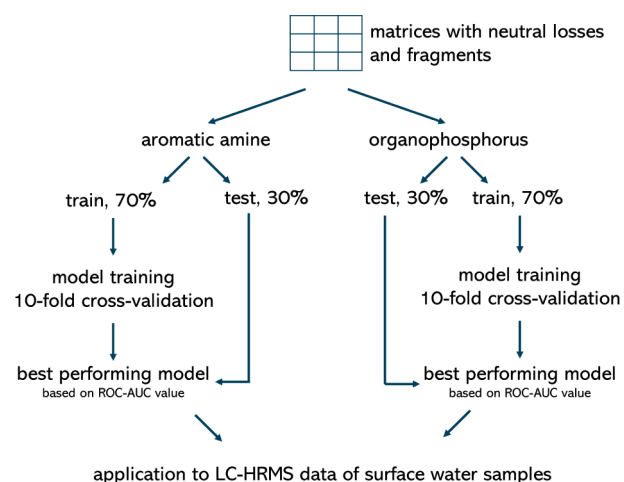 matrices with neutral losses
and fragments
aromatic amine
organophosphorus
train, 70%
test, 30%
test, 30%
train, 70%
model training
10-fold cross-validation
model training
10-fold cross-validation
best performing model
based on ROC-AUC value
best performing model
based on ROC-AUC value
application to LC-HRMS data of surface water samples